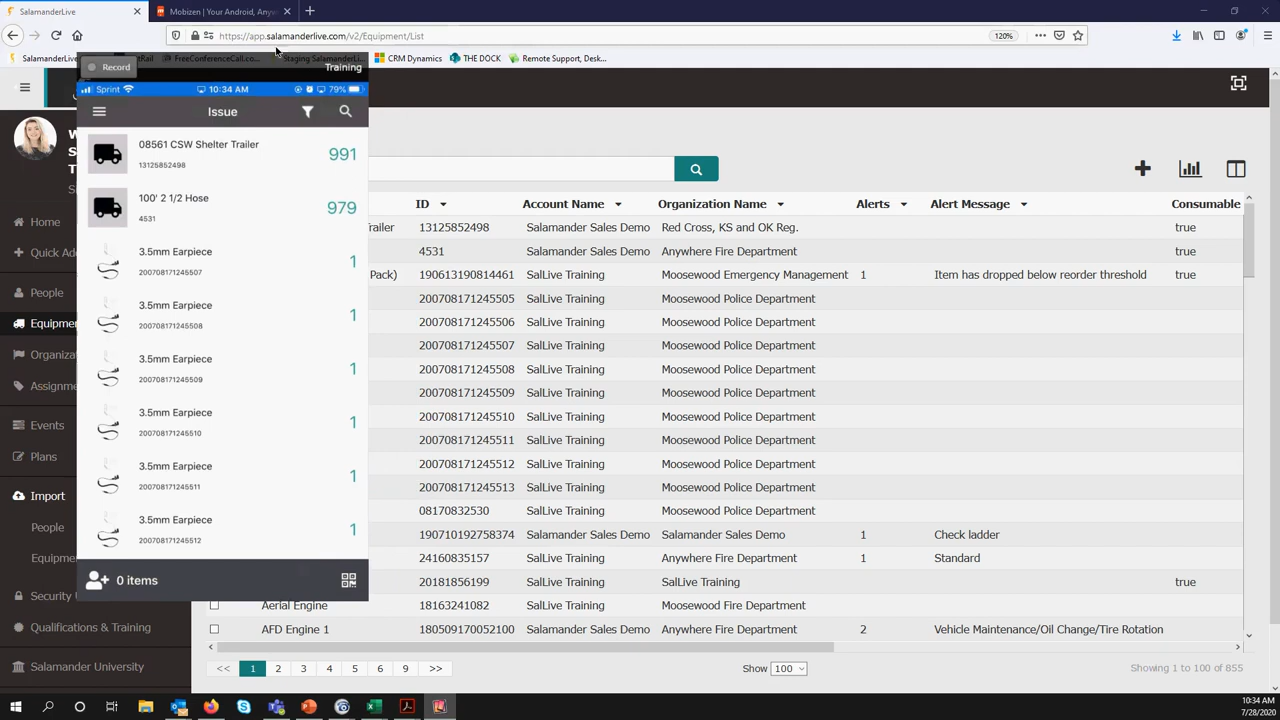 SalamanderLive
Mobizen | Your Android, Anyw
https://app.salamanderlive.com/v2/Equipment/List
120%
SalamanderLive
FreeConferenceCall.co...
Staging SalamanderLi...
CRM Dynamics
THE DOCK
Remote Support, Desk...
Record
Training
Sprint
10:34 AM
79%
Issue
08561 CSW Shelter Trailer
13125852498
991
100' 2 1/2 Hose
4531
979
3.5mm Earpiece
200708171245507
1
3.5mm Earpiece
200708171245508
1
3.5mm Earpiece
200708171245509
1
3.5mm Earpiece
200708171245510
1
3.5mm Earpiece
200708171245511
1
3.5mm Earpiece
200708171245512
1
0 items
Home
Quick Ad
People
Equipme
Organiz
Assignme
Events
Plans
Import
People
Equipme
Security
Qualifications & Training
Salamander University
ID Account Name Organization Name Alerts Alert Message Consumable
railer 13125852498 Salamander Sales Demo Red Cross, KS and OK Reg. true
4531 Salamander Sales Demo Anywhere Fire Department true
Pack) 190613190814461 SalLive Training Moosewood Emergency Management 1 Item has dropped below reorder threshold true
200708171245505 SalLive Training Moosewood Police Department
200708171245506 SalLive Training Moosewood Police Department
200708171245507 SalLive Training Moosewood Police Department
200708171245508 SalLive Training Moosewood Police Department
200708171245509 SalLive Training Moosewood Police Department
200708171245510 SalLive Training Moosewood Police Department
200708171245511 SalLive Training Moosewood Police Department
200708171245512 SalLive Training Moosewood Police Department
200708171245513 SalLive Training Moosewood Police Department
08170832530 SalLive Training Moosewood Police Department
190710192758374 Salamander Sales Demo Salamander Sales Demo 1 Check ladder
24160835157 SalLive Training Anywhere Fire Department 1 Standard
20181856199 SalLive Training SalLive Training true
Aerial Engine 18163241082 SalLive Training Moosewood Fire Department
AFD Engine 1 180509170052100 Salamander Sales Demo Anywhere Fire Department 2 Vehicle Maintenance/Oil Change/Tire Rotation
<< 1 2 3 4 5 6 9 >>
Show 100
Showing 1 to 100 of 855
10:34 AM
7/28/2020